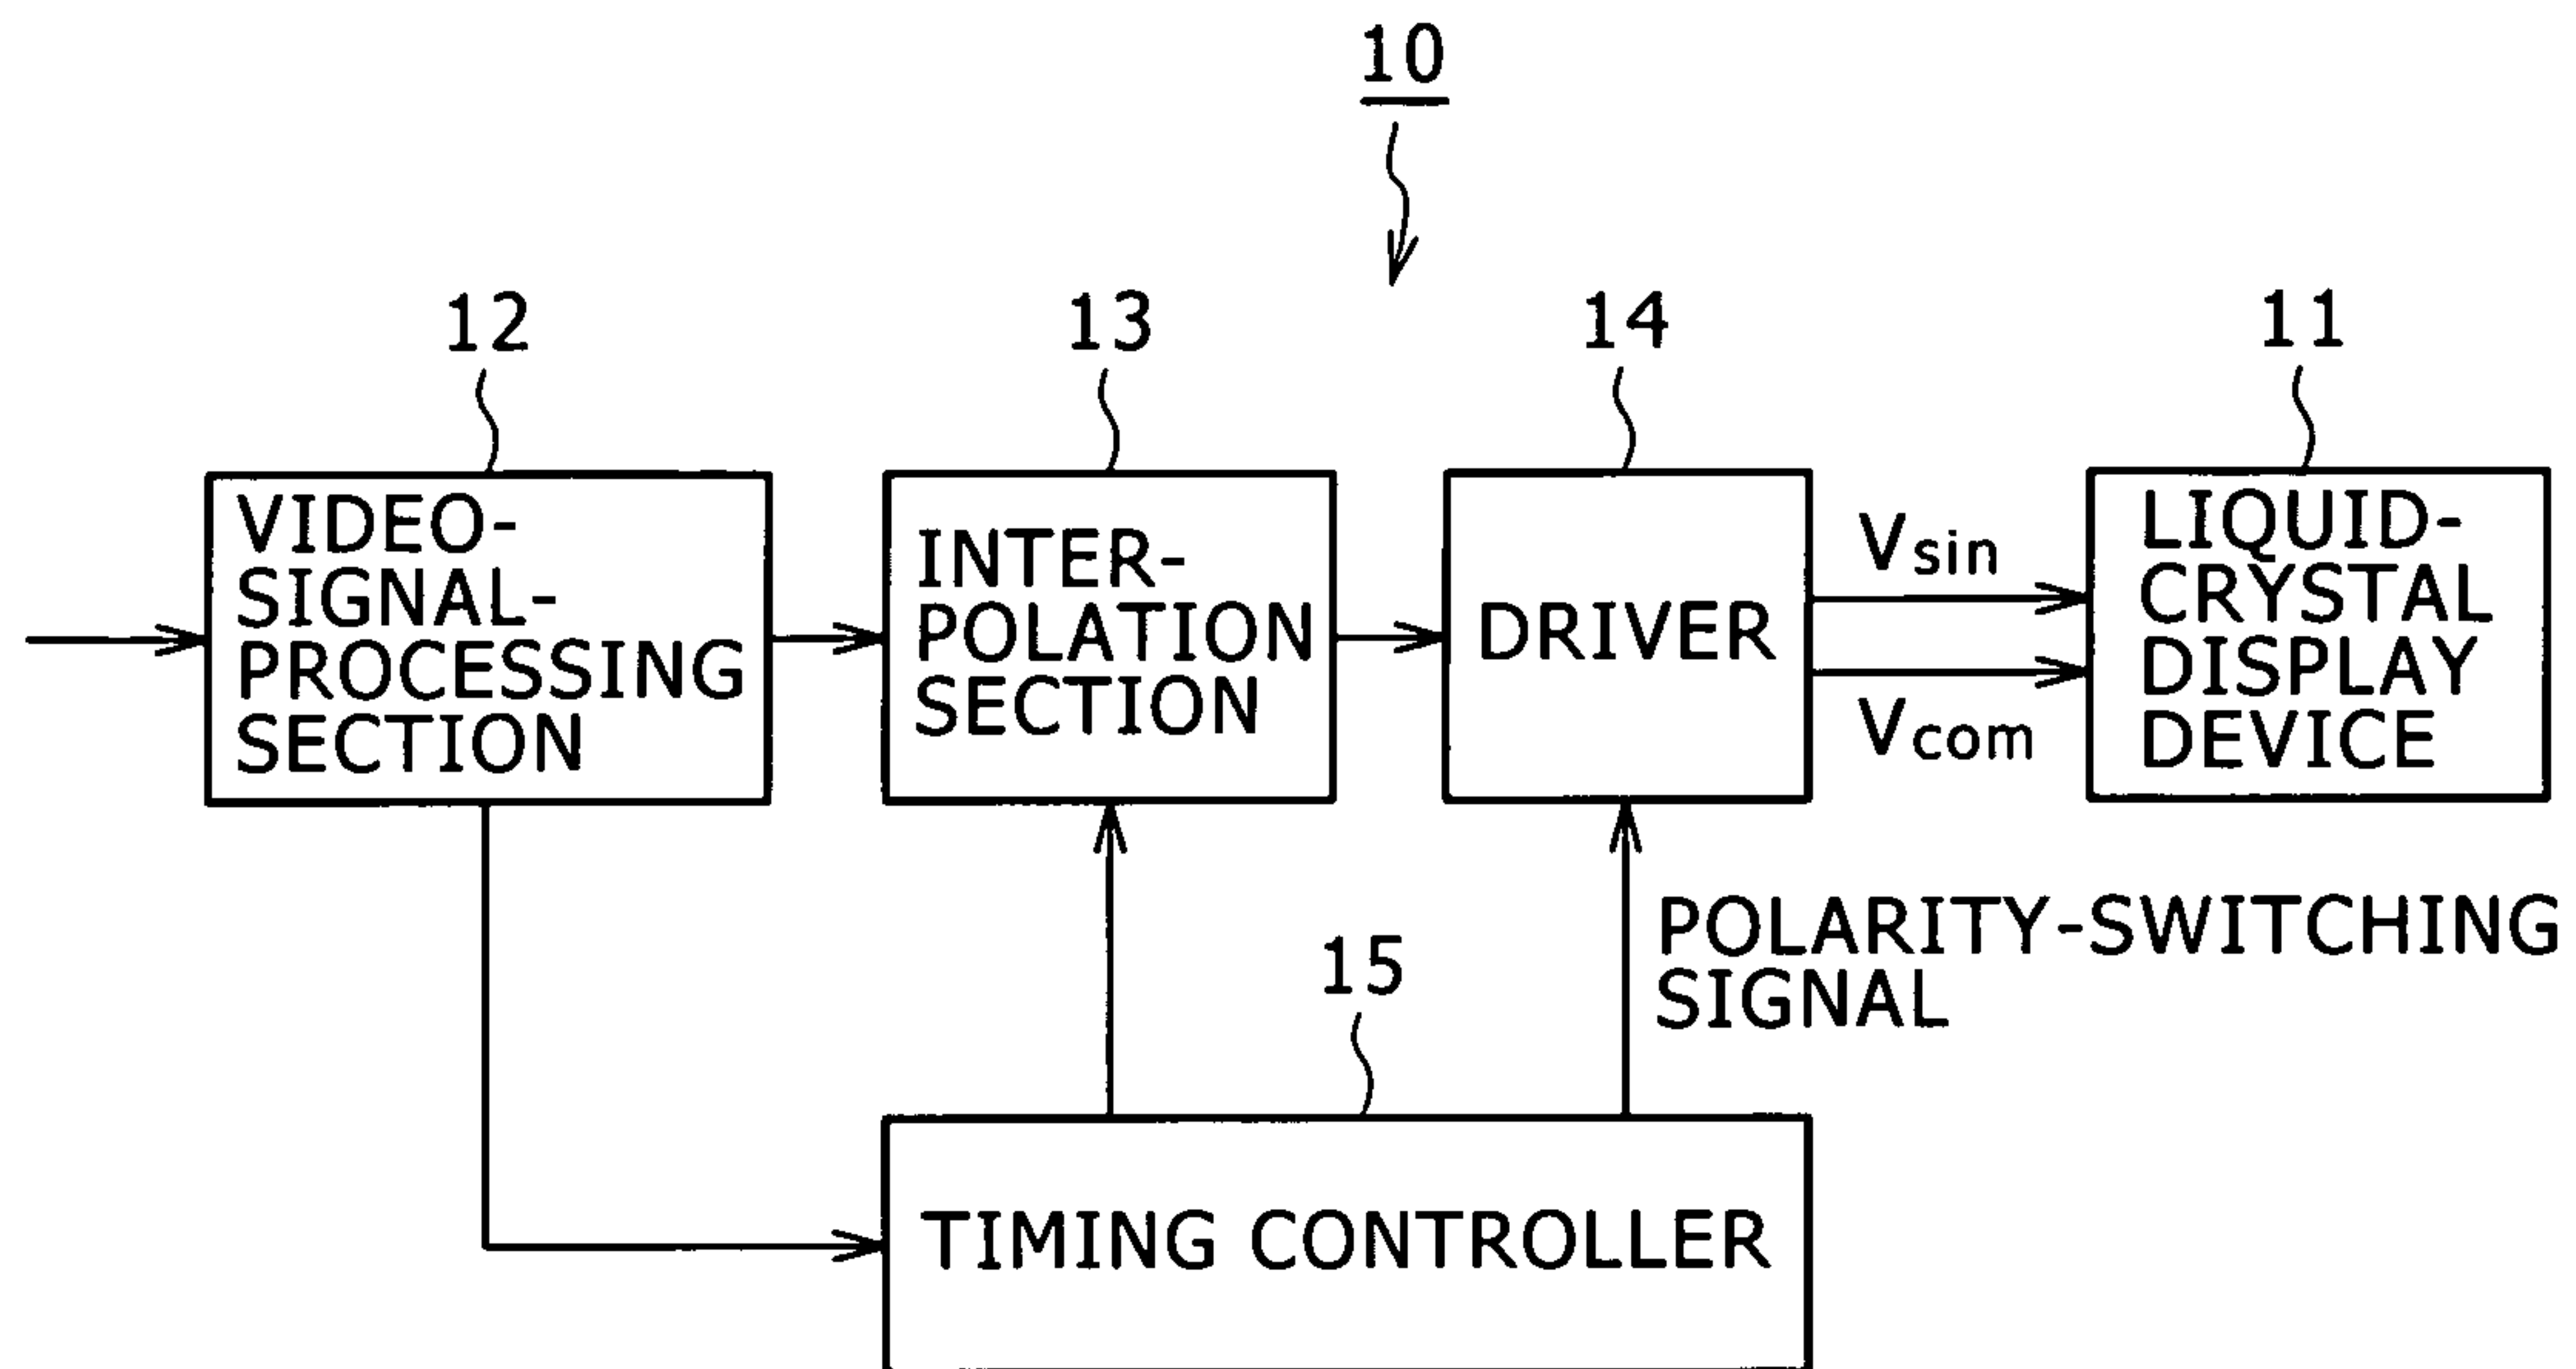 10
12
13
14
11
VIDEO-
SIGNAL-
PROCESSING
SECTION
INTER-
POLATION
SECTION
DRIVER
Vsin
Vcom
LIQUID-
CRYSTAL
DISPLAY
DEVICE
POLARITY-SWITCHING
SIGNAL
15
TIMING CONTROLLER